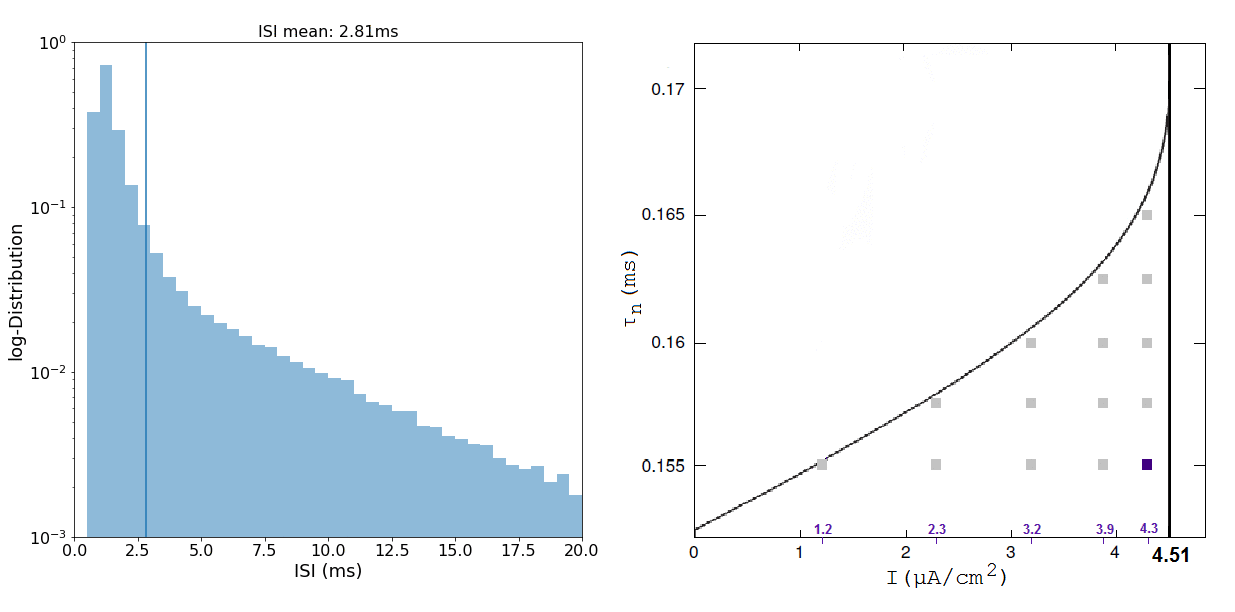 ISI mean: 2.81ms
10⁰
10⁻¹
10⁻²
10⁻³
log-Distribution
0.0 2.5 5.0 7.5 10.0 12.5 15.0 17.5 20.0
ISI (ms)
0.17
0.165
0.16
0.155
τn (ms)
1.2 2.3 3.2 3.9 4.3
0 1 2 3 4 4.51
I (µA/cm²)